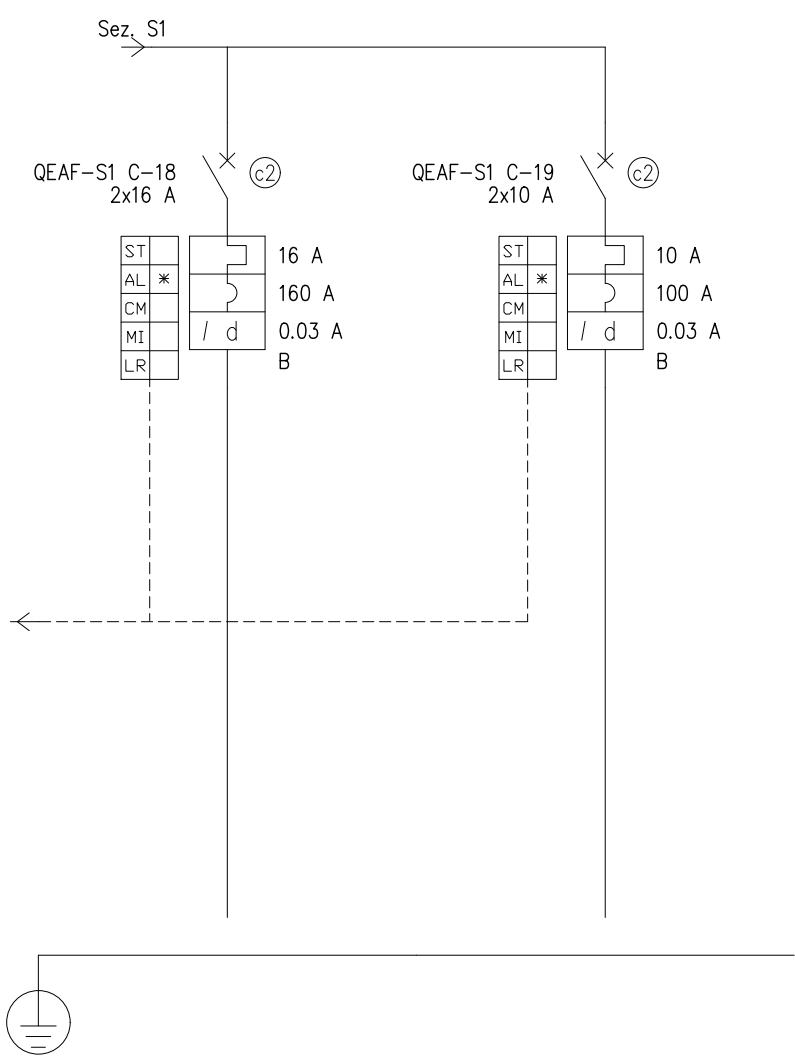 Sez. S1
QEAF-S1 C-18
2x16 A
c2
ST
AL *
CM
MI
LR
16 A
160 A
I d
0.03 A
B
QEAF-S1 C-19
2x10 A
c2
ST
AL *
CM
MI
LR
10 A
100 A
I d
0.03 A
B